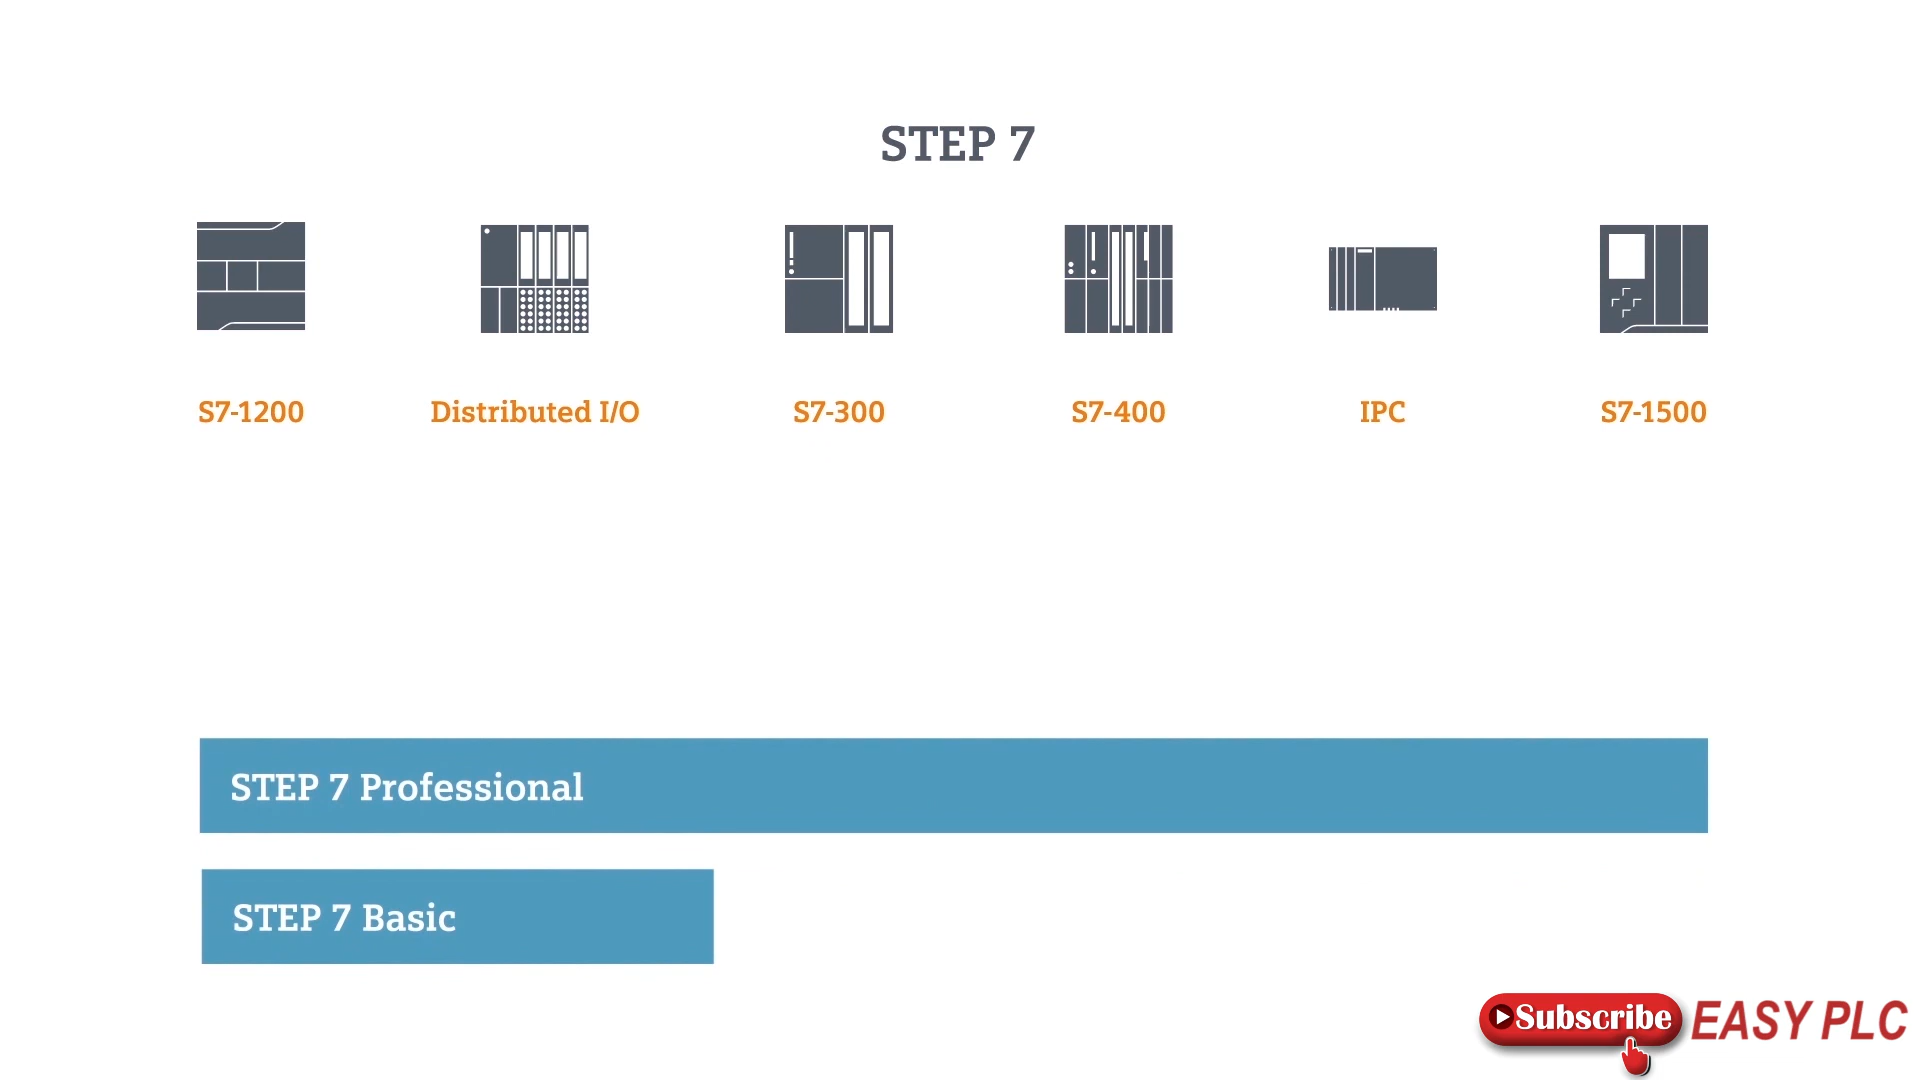 STEP 7
S7-1200
Distributed I/O
S7-300
S7-400
IPC
S7-1500
STEP 7 Professional
STEP 7 Basic
Subscribe EASY PLC